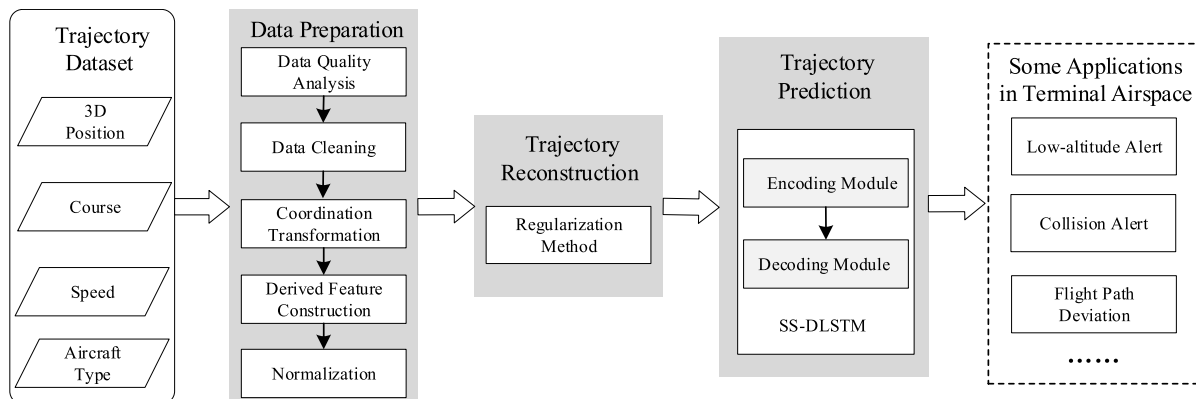 Trajectory
Dataset
3D
Position
Course
Speed
Aircraft
Type
Data Preparation
Data Quality
Analysis
Data Cleaning
Coordination
Transformation
Derived Feature
Construction
Normalization
Trajectory
Reconstruction
Regularization
Method
Trajectory
Prediction
Encoding Module
Decoding Module
SS-DLSTM
Some Applications
in Terminal Airspace
Low-altitude Alert
Collision Alert
Flight Path
Deviation
……